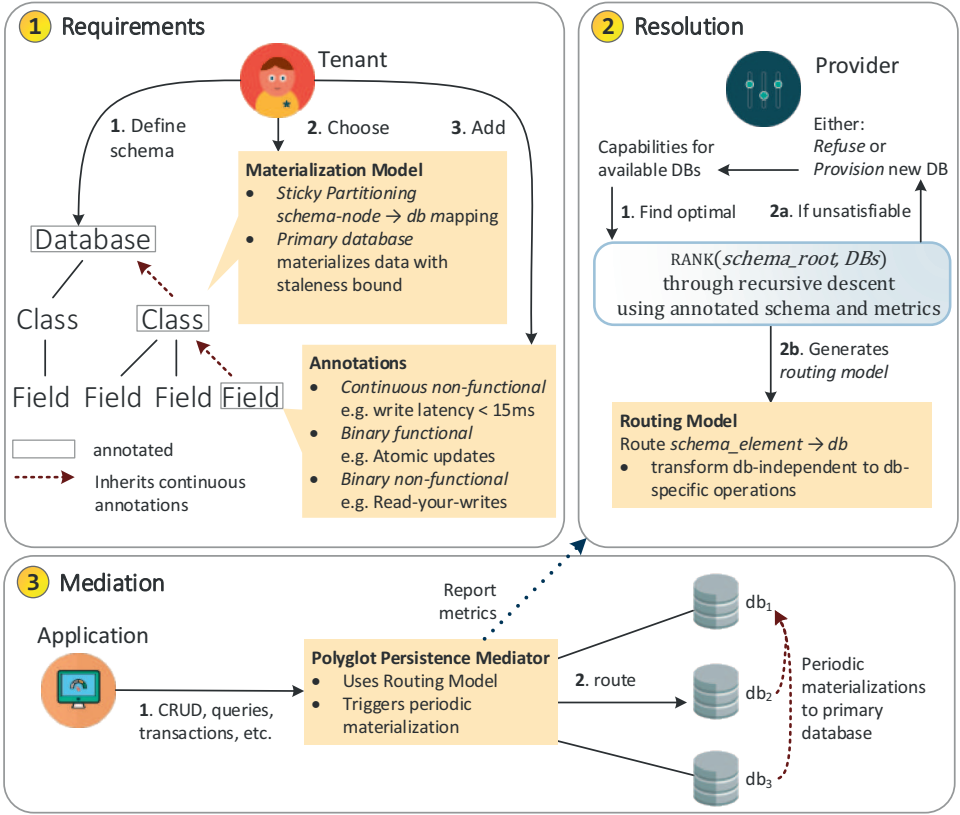 1 Requirements
Tenant
1. Define
schema
2. Choose
3. Add
Materialization Model
• Sticky Partitioning
schema-node → db mapping
• Primary database
materializes data with
staleness bound
Database
Class
Class
Field
Field
Field
Field
annotated
Inherits continuous
annotations
Annotations
• Continuous non-functional
e.g. write latency < 15ms
• Binary functional
e.g. Atomic updates
• Binary non-functional
e.g. Read-your-writes
2 Resolution
Provider
Capabilities for
available DBs
Either:
Refuse or
Provision new DB
1. Find optimal
2a. If unsatisfiable
RANK(schema_root, DBs)
through recursive descent
using annotated schema and metrics
2b. Generates
routing model
Routing Model
Route schema_element → db
• transform db-independent to db-
specific operations
3 Mediation
Application
1. CRUD, queries,
transactions, etc.
Report
metrics
Polyglot Persistence Mediator
• Uses Routing Model
• Triggers periodic
materialization
2. route
db1
db2
db3
Periodic
materializations
to primary
database